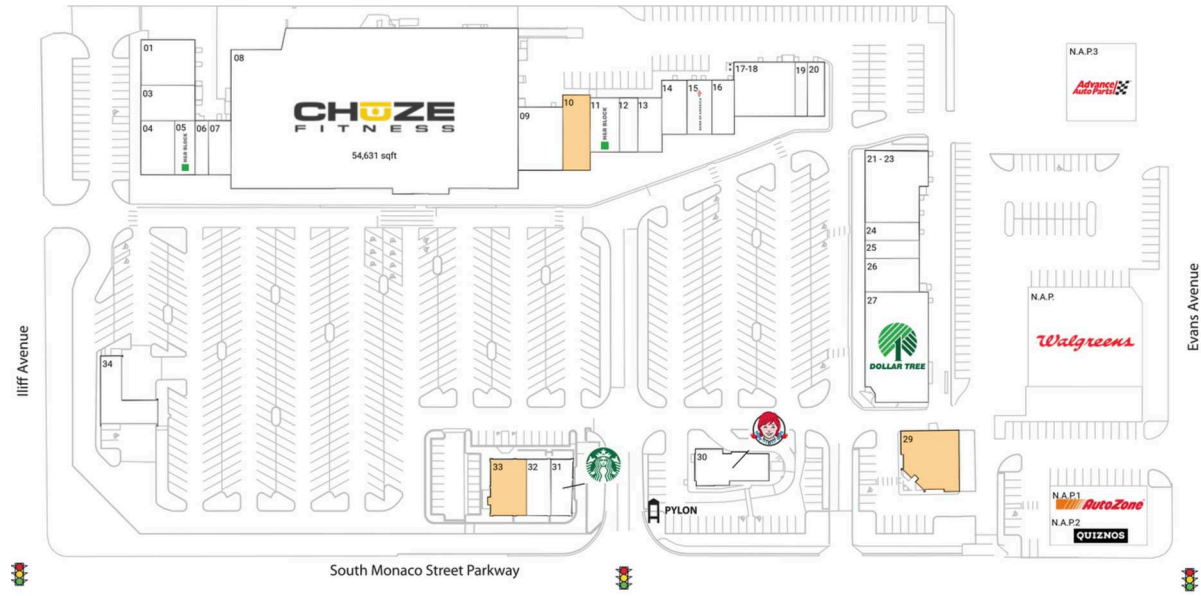 01
03
04
05
H&R BLOCK
06
07
08
CHUZE
FITNESS
54,631 sqft
09
10
11
H&R BLOCK
12
13
14
15
16
17-18
19
20
N.A.P.3
Advance
Auto Parts
21 - 23
24
25
26
27
DOLLAR TREE
N.A.P.
Walgreens
Iliff Avenue
Evans Avenue
34
33
32
31
30
PYLON
29
N.A.P.1
AutoZone
N.A.P.2
QUIZNOS
South Monaco Street Parkway